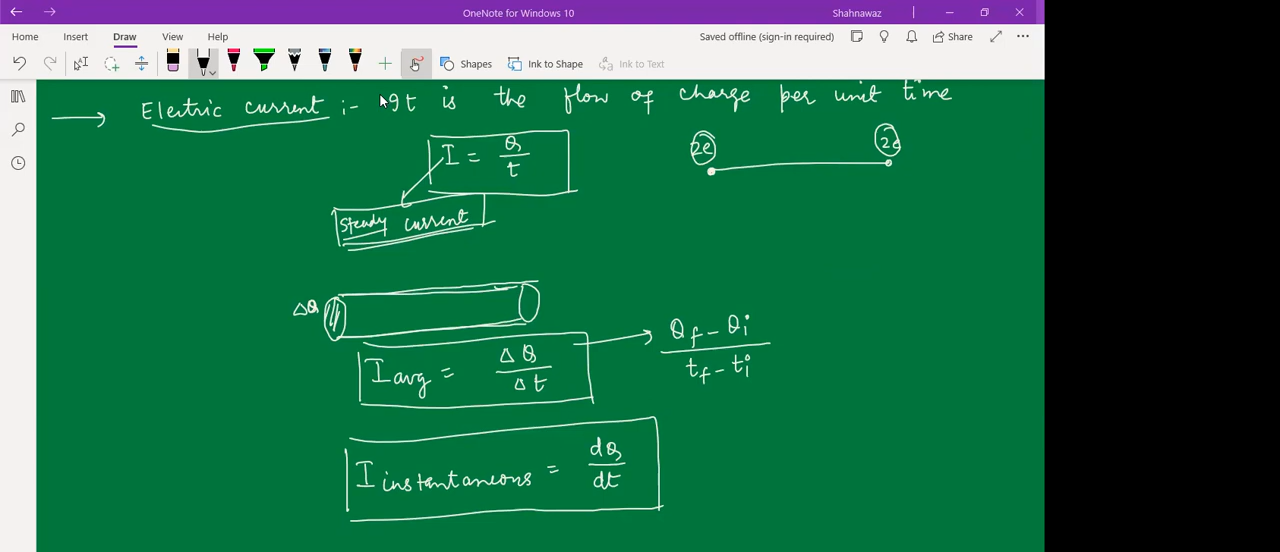 OneNote for Windows 10
Shahnawaz
Home Insert Draw View Help
Saved offline (sign-in required)
Share
Shapes
Ink to Shape
Ink to Text
Electric current :- It is the flow of charge per unit time
I = Q/t
2e 2e
Steady current
ΔQ
I avg = ΔQ/Δt
Qf - Qi / tf - ti
I instantaneous = dQ/dt